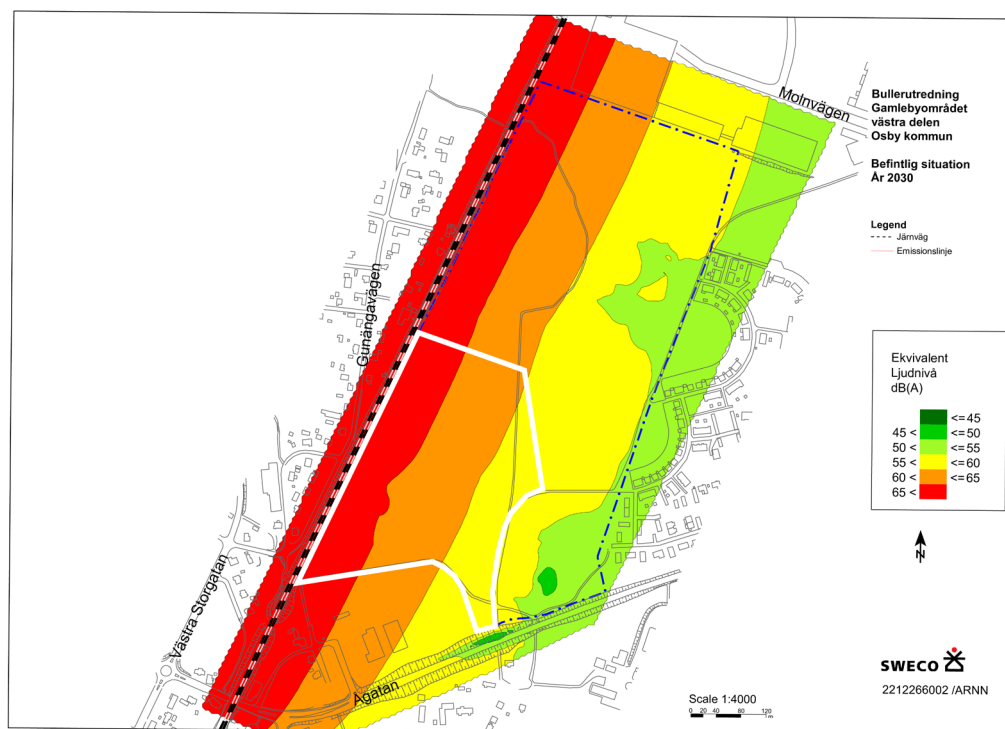 Molnvägen
Bullerutredning
Gamlebyområdet
västra delen
Osby kommun
Befintlig situation
År 2030
Legend
Järnväg
Emissionslinje
Gunängavägen
Ekvivalent
Ljudnivå
dB(A)
<=45
45 < <=50
50 < <=55
55 < <=60
60 < <=65
65 <
N
Västra Storgatan
Ågatan
SWECO
2212266002 /ARNN
Scale 1:4000
0 20 40 80 120
m